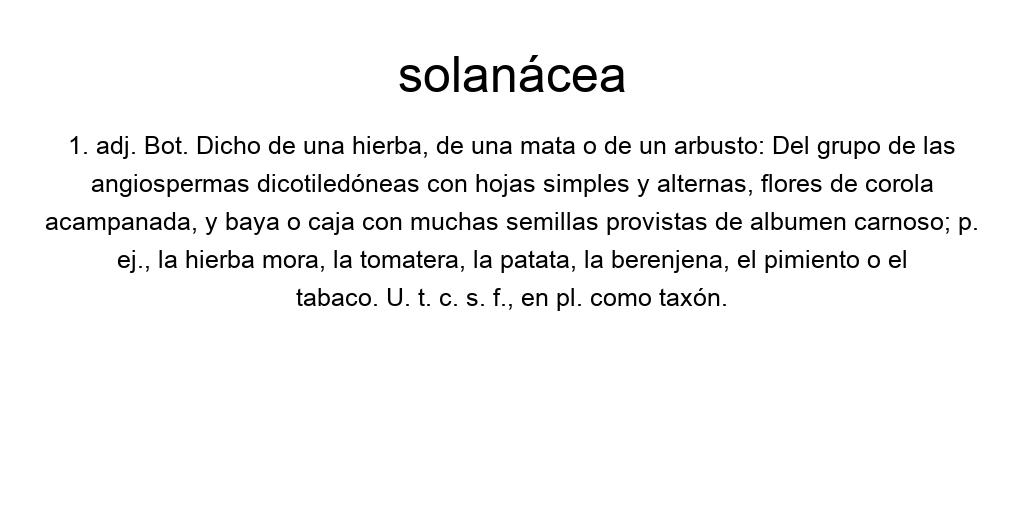 solanácea
1. adj. Bot. Dicho de una hierba, de una mata o de un arbusto: Del grupo de las
angiospermas dicotiledóneas con hojas simples y alternas, flores de corola
acampanada, y baya o caja con muchas semillas provistas de albumen carnoso; p.
ej., la hierba mora, la tomatera, la patata, la berenjena, el pimiento o el
tabaco. U. t. c. s. f., en pl. como taxón.